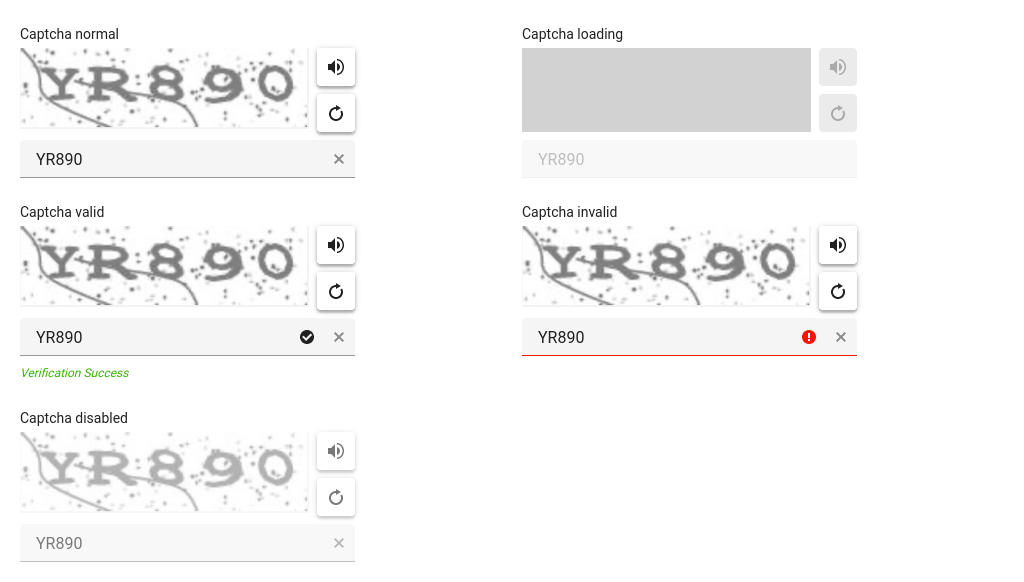 Captcha normal
YR890
YR890
Captcha loading
YR890
Captcha valid
YR890
YR890
Verification Success
Captcha invalid
YR890
YR890
Captcha disabled
YR890
YR890